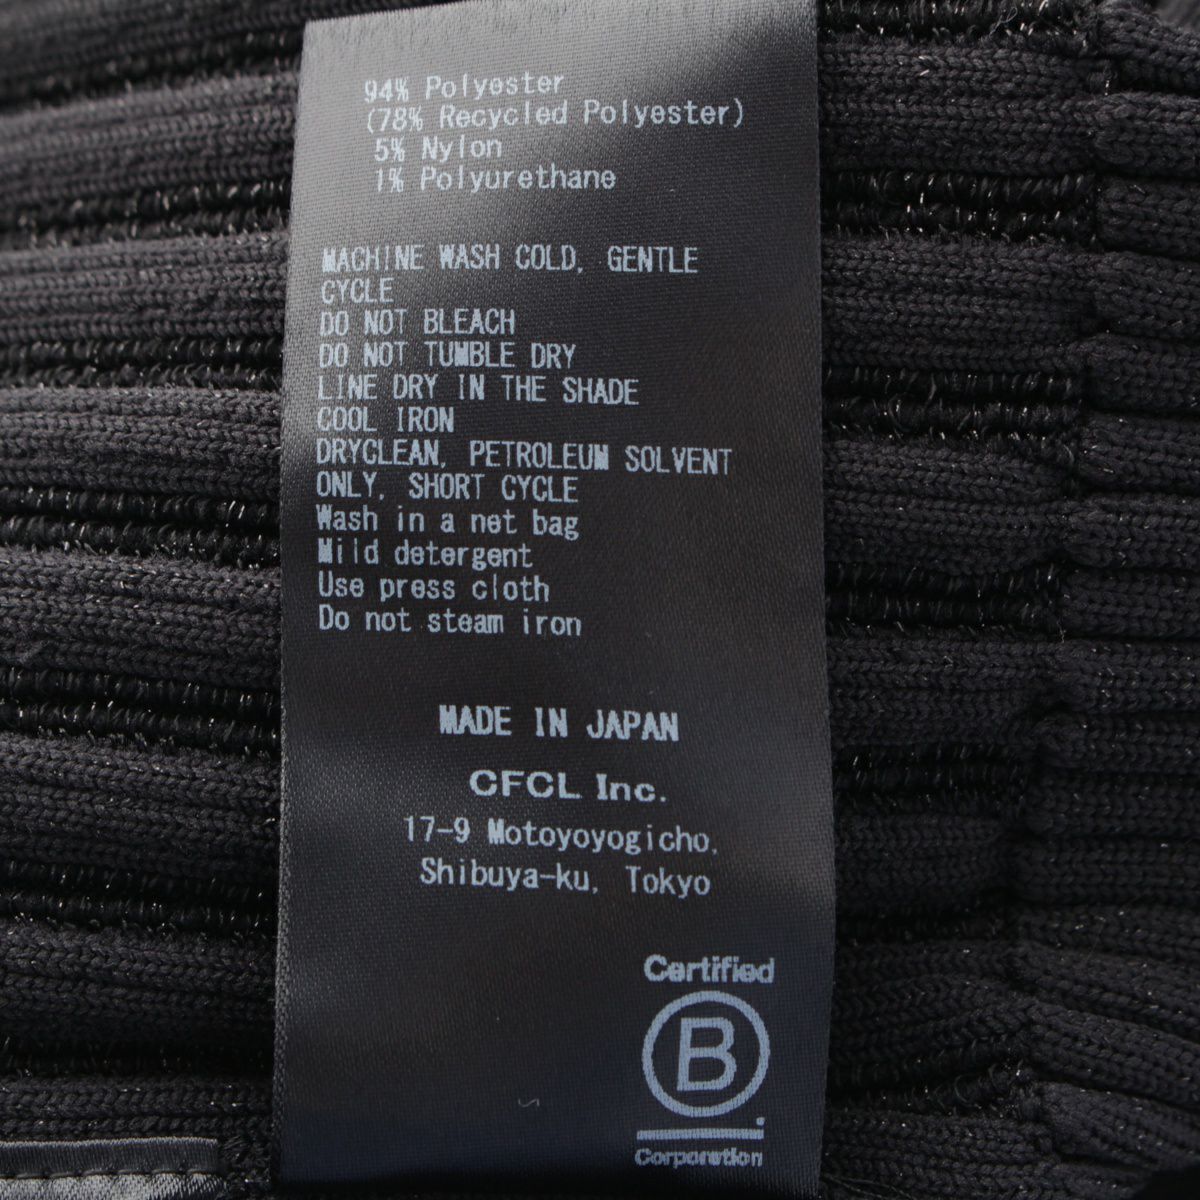 94% Polyester
(78% Recycled Polyester)
5% Nylon
1% Polyurethane
MACHINE WASH COLD, GENTLE
CYCLE
DO NOT BLEACH
DO NOT TUMBLE DRY
LINE DRY IN THE SHADE
COOL IRON
DRYCLEAN, PETROLEUM SOLVENT
ONLY, SHORT CYCLE
Wash in a net bag
Mild detergent
Use press cloth
Do not steam iron
MADE IN JAPAN
CFCL Inc.
17-9 Motoyoyogicho,
Shibuya-ku, Tokyo
Certified
B
Corporation